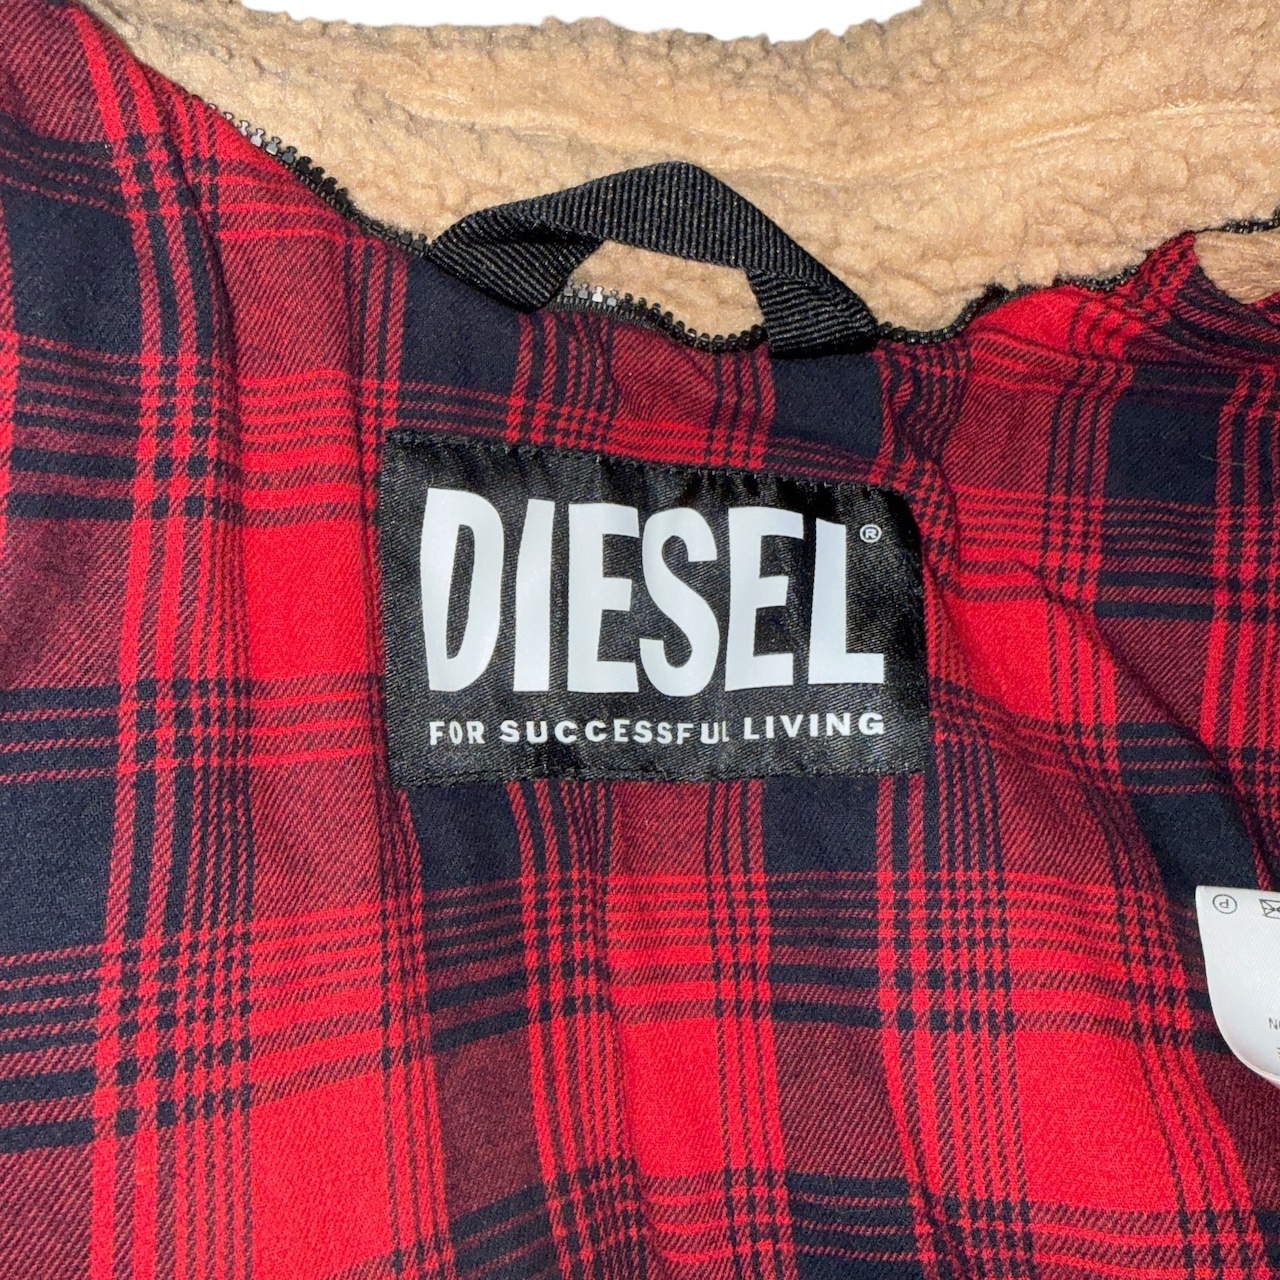 DIESEL®
FOR SUCCESSFUL LIVING
P